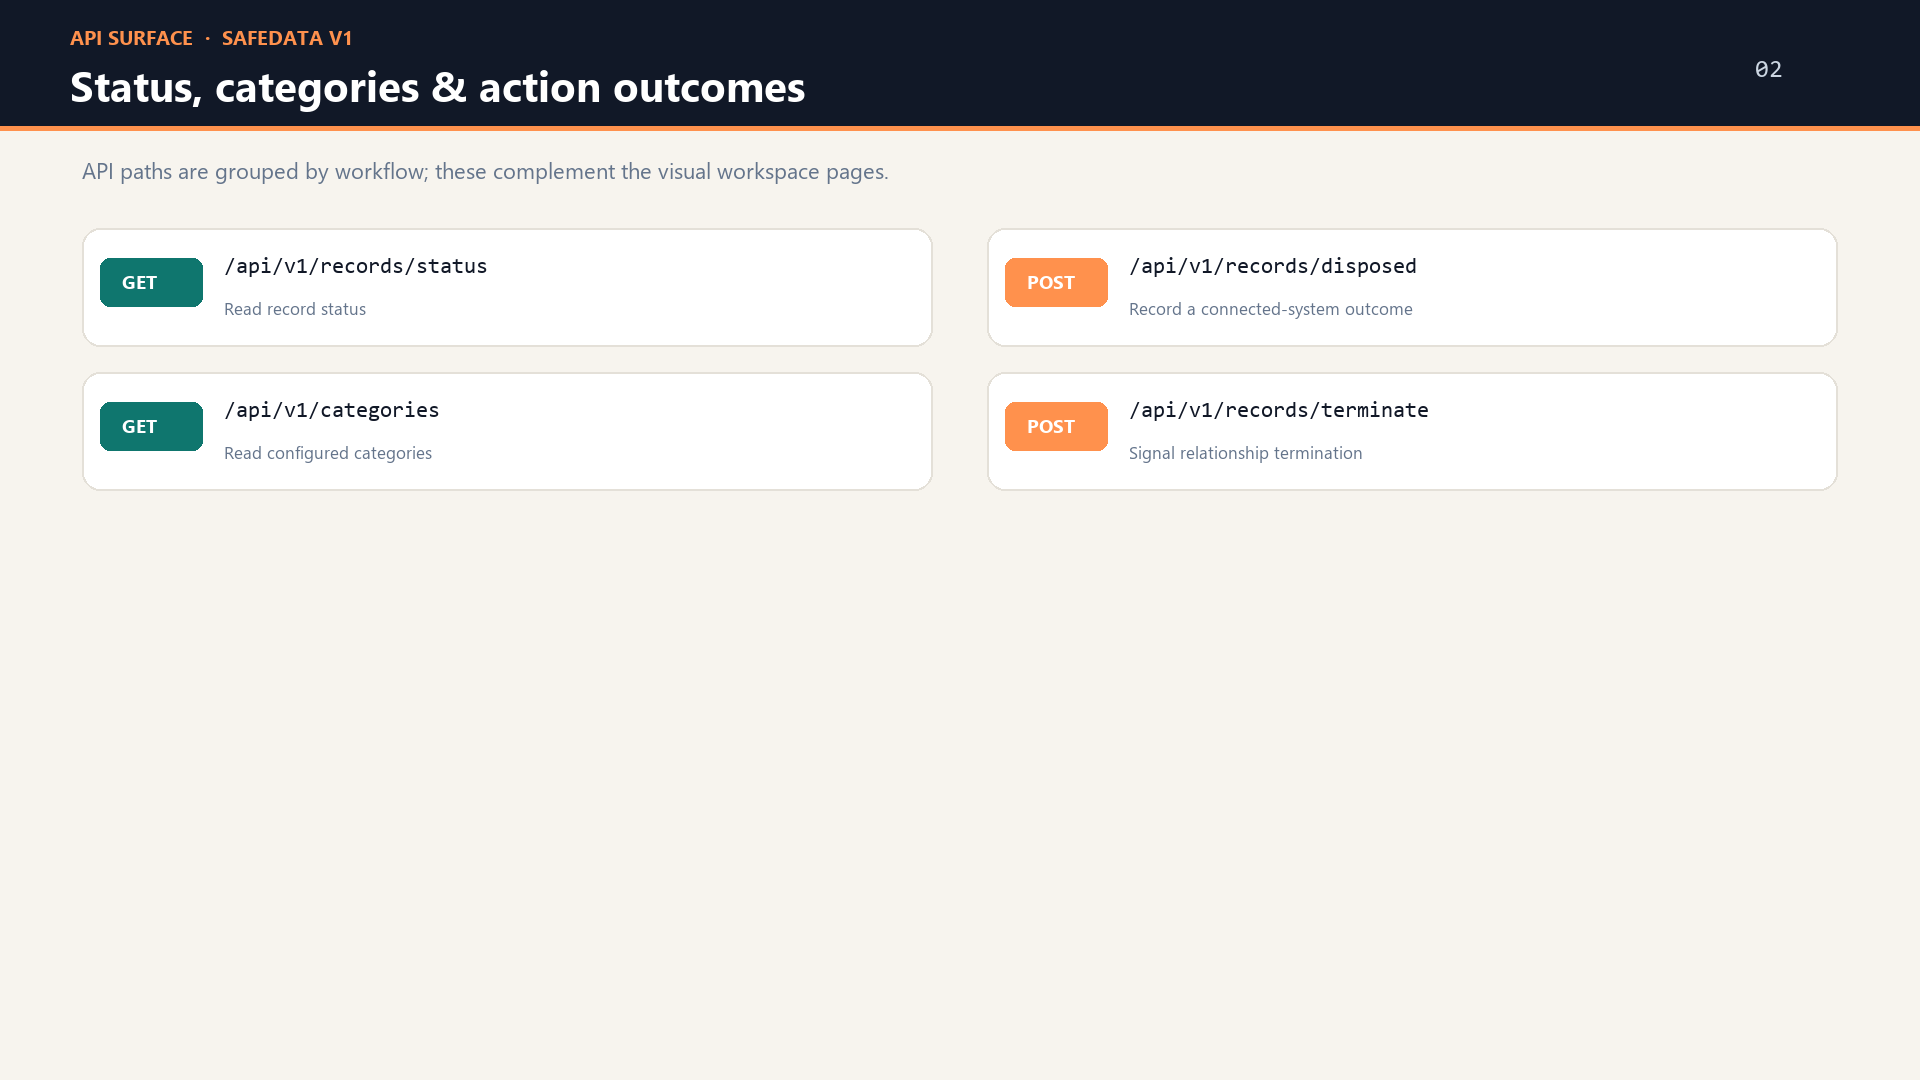 API SURFACE · SAFEDATA V1
Status, categories & action outcomes
02
API paths are grouped by workflow; these complement the visual workspace pages.
GET
/api/v1/records/status
Read record status
POST
/api/v1/records/disposed
Record a connected-system outcome
GET
/api/v1/categories
Read configured categories
POST
/api/v1/records/terminate
Signal relationship termination